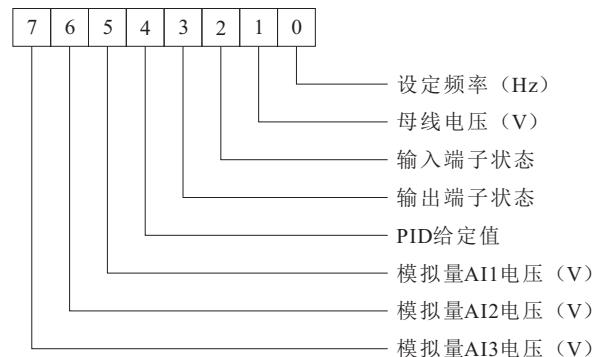 7 6 5 4 3 2 1 0
设定频率（Hz）
母线电压（V）
输入端子状态
输出端子状态
PID给定值
模拟量AI1电压（V）
模拟量AI2电压（V）
模拟量AI3电压（V）